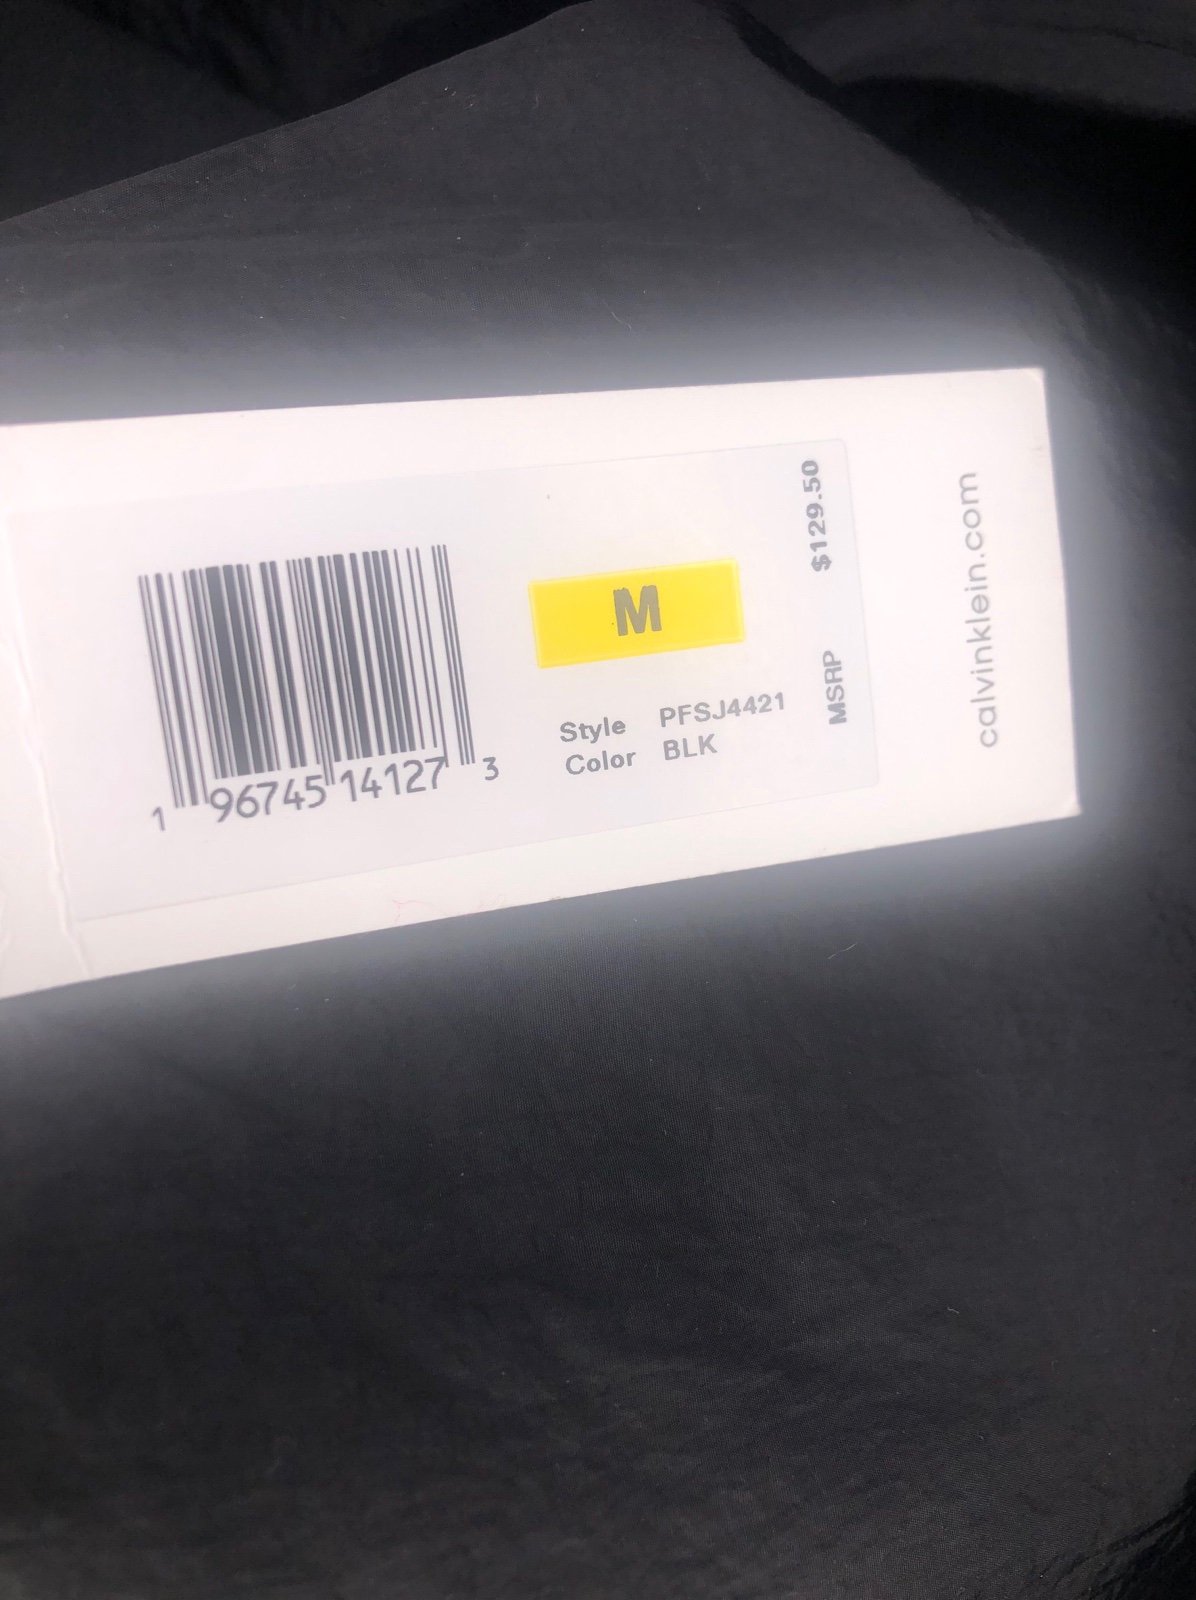 M
Style PFSJ4421
Color BLK
1 96745 14127 3
MSRP $129.50
calvinklein.com